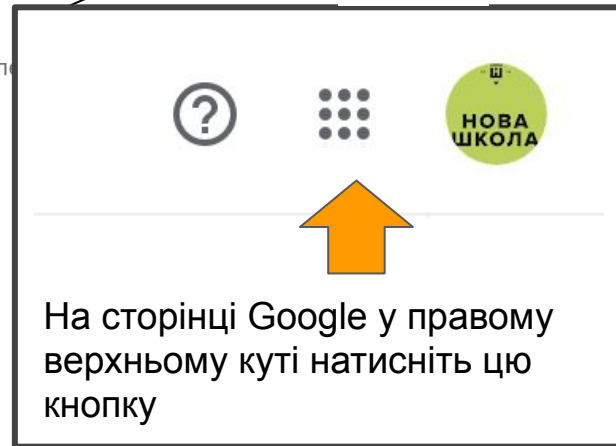 ?
НОВА
ШКОЛА
На сторінці Google у правому
верхньому куті натисніть цю
кнопку